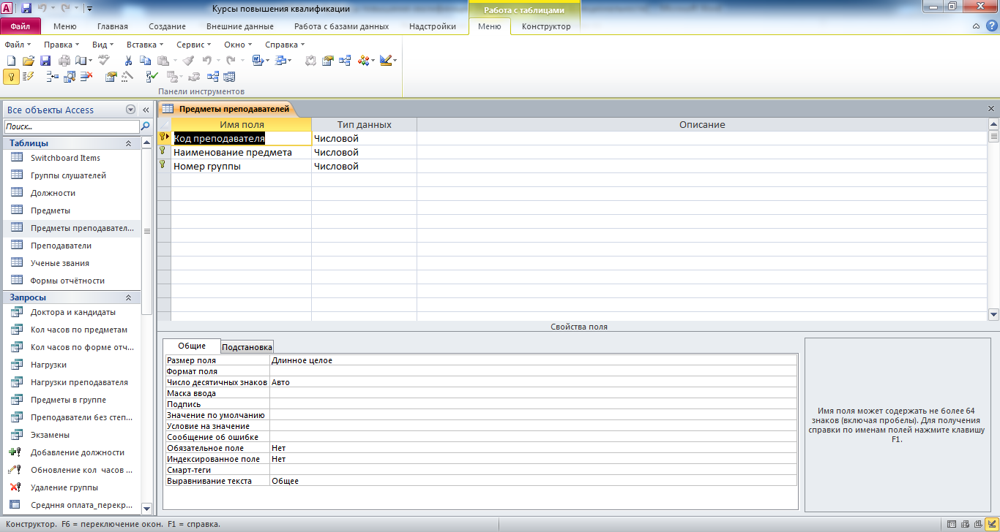 Курсы повышения квалификации
Работа с таблицами
Файл Меню Главная Создание Внешние данные Работа с базами данных Надстройки Меню Конструктор
Файл Правка Вид Вставка Сервис Окно Справка
Панели инструментов
Все объекты Access
Поиск...
Таблицы
Switchboard Items
Группы слушателей
Должности
Предметы
Предметы преподавател...
Преподаватели
Ученые звания
Формы отчётности
Запросы
Доктора и кандидаты
Кол часов по предметам
Кол часов по форме отч...
Нагрузки
Нагрузки преподавателя
Предметы в группе
Преподаватели без степ...
Экзамены
Добавление должности
Обновление кол часов ...
Удаление группы
Средння оплата_перекр...
Предметы преподавателей
Имя поля Тип данных Описание
Код преподавателя Числовой
Наименование предмета Числовой
Номер группы Числовой
Свойства поля
Общие Подстановка
Размер поля Длинное целое
Формат поля
Число десятичных знаков Авто
Маска ввода
Подпись
Значение по умолчанию
Условие на значение
Сообщение об ошибке
Обязательное поле Нет
Индексированное поле Нет
Смарт-теги
Выравнивание текста Общее
Имя поля может содержать не более 64
знаков (включая пробелы). Для получения
справки по именам полей нажмите клавишу
F1.
Конструктор. F6 = переключение окон. F1 = справка.